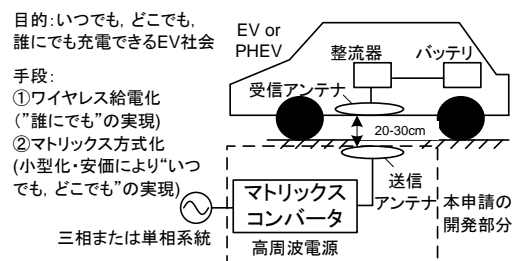 目的:いつでも, どこでも,
誰にでも充電できるEV社会
手段:
①ワイヤレス給電化
("誰にでも"の実現)
②マトリックス方式化
(小型化・安価により"いつ
でも, どこでも"の実現)
EV or
PHEV
整流器
バッテリ
受信アンテナ
20-30cm
送信
アンテナ
マトリックス
コンバータ
高周波電源
三相または単相系統
本申請の
開発部分